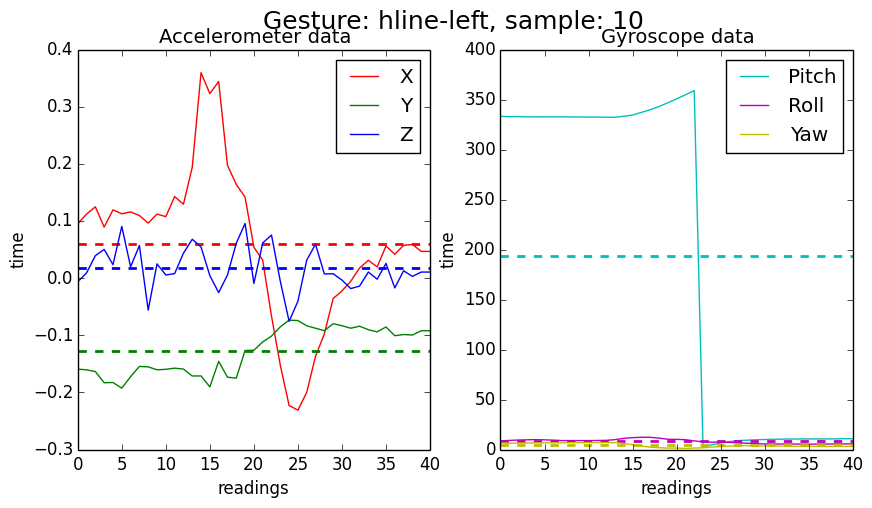 Gesture: hline-left, sample: 10
Accelerometer data
0.4
0.3
0.2
0.1
0.0
−0.1
−0.2
−0.3
time
0 5 10 15 20 25 30 35 40
readings
X
Y
Z
Gyroscope data
400
350
300
250
200
150
100
50
0
time
0 5 10 15 20 25 30 35 40
readings
Pitch
Roll
Yaw